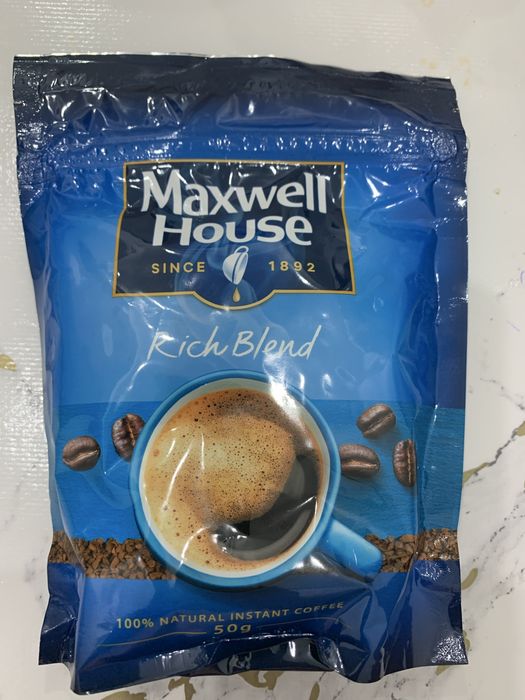 Maxwell
House
SINCE 1892
Rich Blend
100% NATURAL INSTANT COFFEE
50g